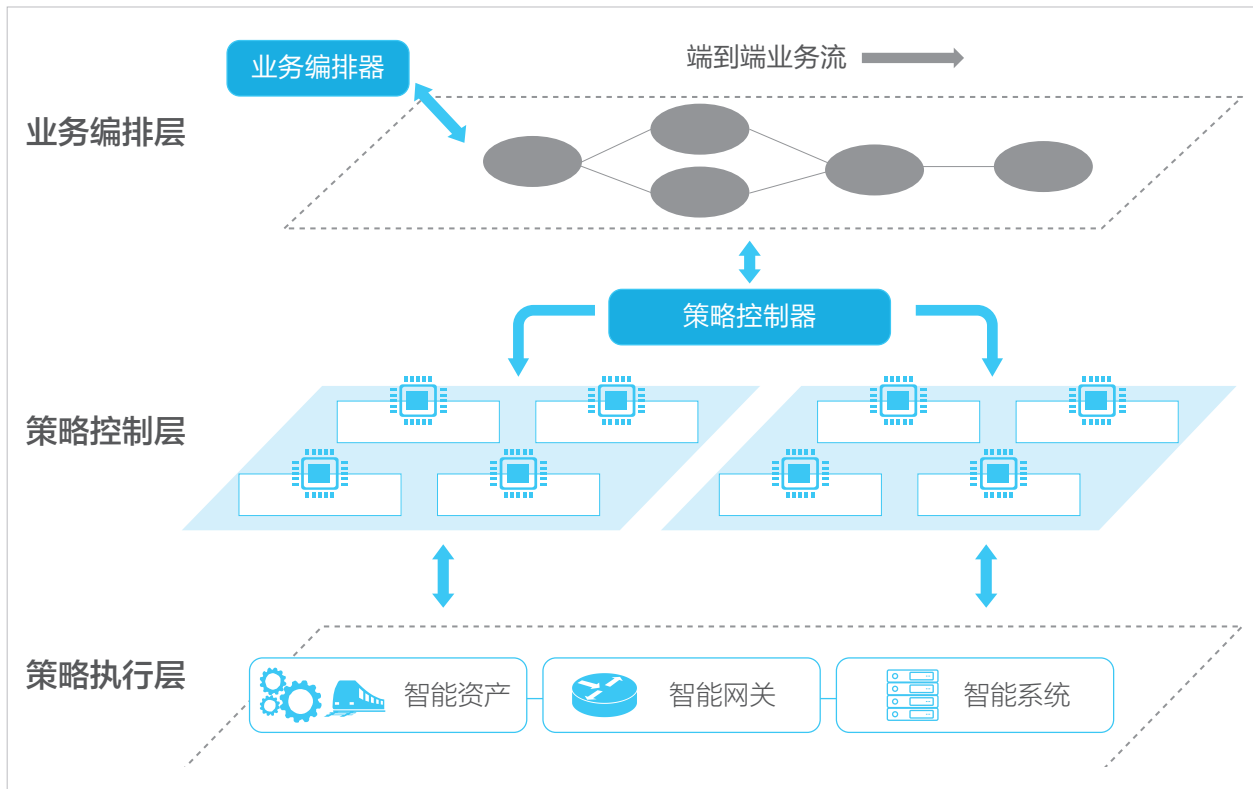 业务编排器
端到端业务流
业务编排层
策略控制器
策略控制层
策略执行层
智能资产
智能网关
智能系统